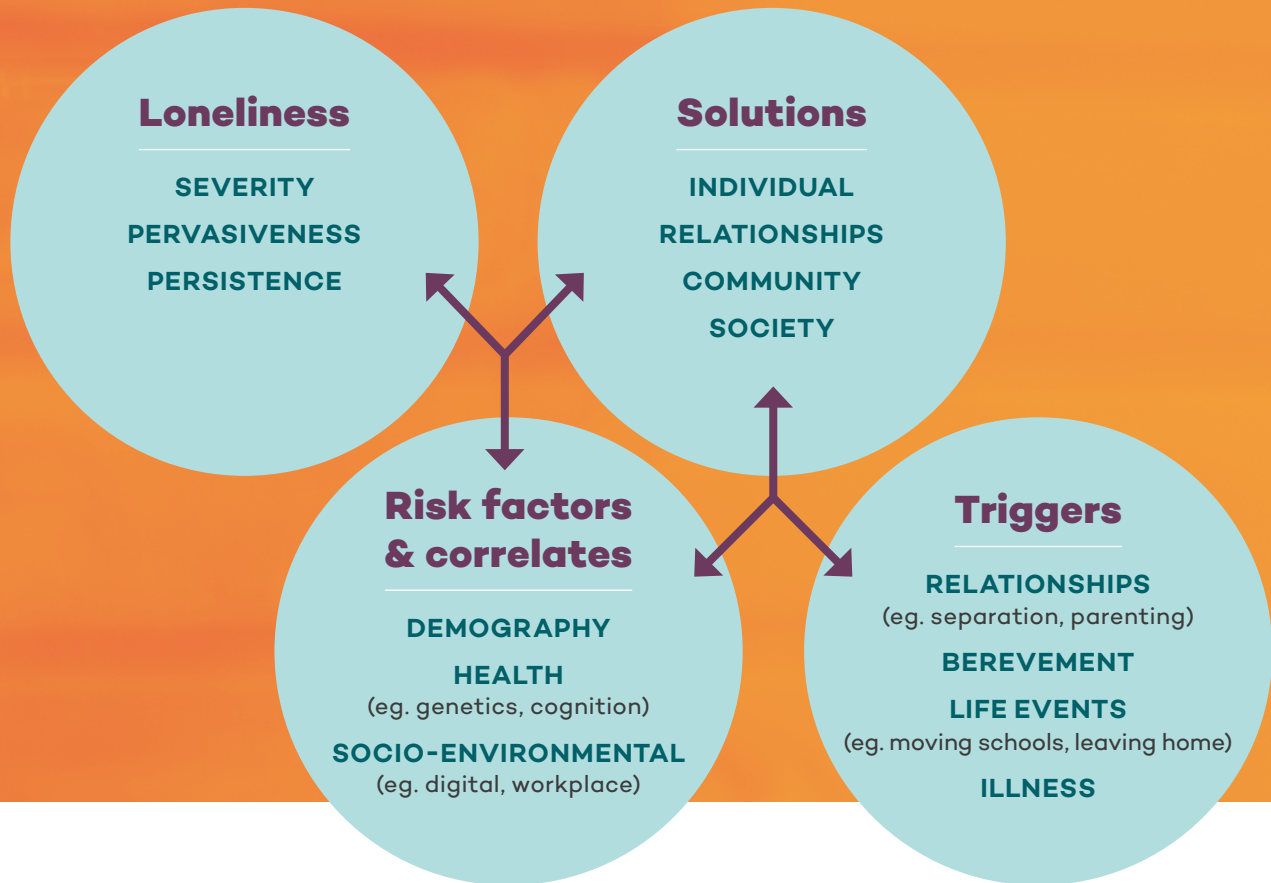 Loneliness
SEVERITY
PERVASIVENESS
PERSISTENCE
Solutions
INDIVIDUAL
RELATIONSHIPS
COMMUNITY
SOCIETY
Risk factors
& correlates
DEMOGRAPHY
HEALTH
(eg. genetics, cognition)
SOCIO-ENVIRONMENTAL
(eg. digital, workplace)
Triggers
RELATIONSHIPS
(eg. separation, parenting)
BEREVEMENT
LIFE EVENTS
(eg. moving schools, leaving home)
ILLNESS